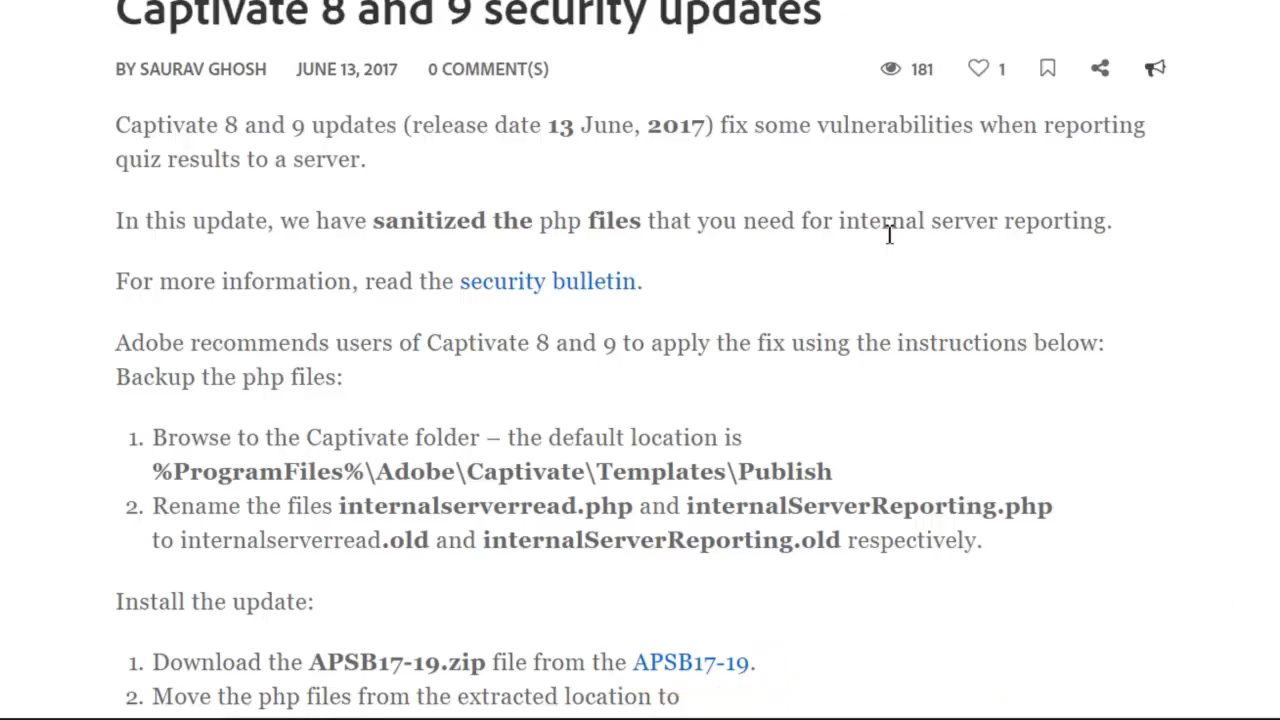 Captivate 8 and 9 security updates
BY SAURAV GHOSH JUNE 13, 2017 0 COMMENT(S) 181 1
Captivate 8 and 9 updates (release date 13 June, 2017) fix some vulnerabilities when reporting
quiz results to a server.
In this update, we have sanitized the php files that you need for internal server reporting.
For more information, read the security bulletin.
Adobe recommends users of Captivate 8 and 9 to apply the fix using the instructions below:
Backup the php files:
1. Browse to the Captivate folder – the default location is
%ProgramFiles%\Adobe\Captivate\Templates\Publish
2. Rename the files internalserverread.php and internalServerReporting.php
to internalserverread.old and internalServerReporting.old respectively.
Install the update:
1. Download the APSB17-19.zip file from the APSB17-19.
2. Move the php files from the extracted location to